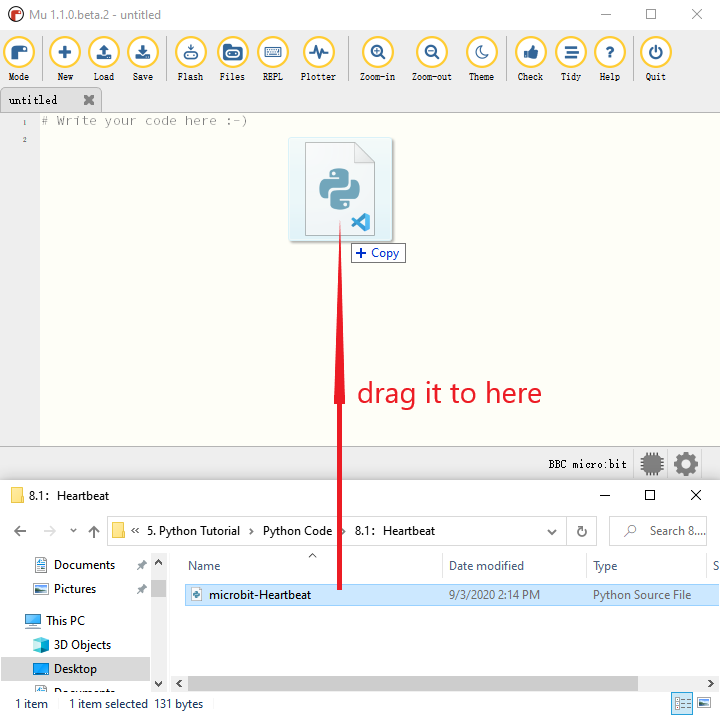 Mu 1.1.0.beta.2 - untitled
Mode New Load Save Flash Files REPL Plotter Zoom-in Zoom-out Theme Check Tidy Help Quit
untitled
1 # Write your code here :-)
2
+ Copy
drag it to here
BBC micro:bit
8.1: Heartbeat
« 5. Python Tutorial › Python Code › 8.1: Heartbeat
Search 8....
Documents
Pictures
This PC
3D Objects
Desktop
Documents
Name Date modified Type S
microbit-Heartbeat 9/3/2020 2:14 PM Python Source File
1 item 1 item selected 131 bytes